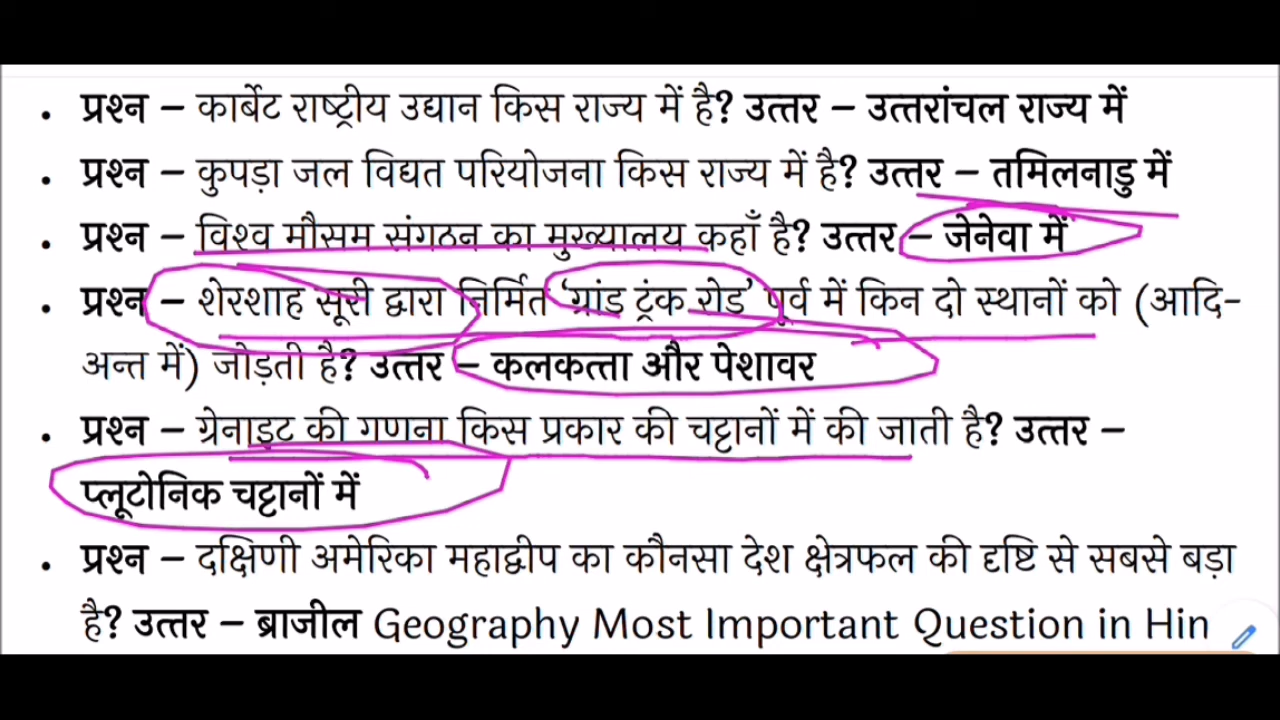 • प्रश्न – कार्बेट राष्ट्रीय उद्यान किस राज्य में है? उत्तर – उत्तरांचल राज्य में
• प्रश्न – कुपड़ा जल विद्यत परियोजना किस राज्य में है? उत्तर – तमिलनाडु में
• प्रश्न – विश्व मौसम संगठन का मुख्यालय कहाँ है? उत्तर – जेनेवा में
• प्रश्न – शेरशाह सूरी द्वारा निर्मित ‘ग्रांड ट्रंक रोड’ पूर्व में किन दो स्थानों को (आदि-
अन्त में) जोड़ती है? उत्तर – कलकत्ता और पेशावर
• प्रश्न – ग्रेनाइट की गणना किस प्रकार की चट्टानों में की जाती है? उत्तर –
प्लूटोनिक चट्टानों में
• प्रश्न – दक्षिणी अमेरिका महाद्वीप का कौनसा देश क्षेत्रफल की दृष्टि से सबसे बड़ा
है? उत्तर – ब्राजील Geography Most Important Question in Hin